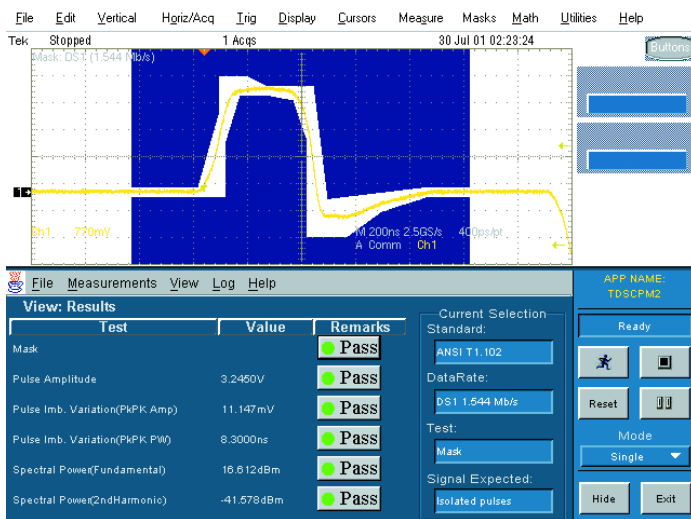 File Edit Vertical Horiz/Acq Trig Display Cursors Measure Masks Math Utilities Help
Tek Stopped 1 Acqs 30 Jul 01 02:23:24
Buttons
Mask: DS1 (1.544 Mb/s)
1
Ch1 770mV M 200ns 2.5GS/s 400ps/pt
A Comm Ch1
File Measurements View Log Help
APP NAME:
TDSCPM2
View: Results
Test Value Remarks
Mask Pass
Pulse Amplitude 3.2450V Pass
Pulse Imb. Variation(PkPK Amp) 11.147mV Pass
Pulse Imb. Variation(PkPK PW) 8.3000ns Pass
Spectral Power(Fundamental) 16.612dBm Pass
Spectral Power(2ndHarmonic) -41.578dBm Pass
Current Selection
Standard:
ANSI T1.102
DataRate:
DS1 1.544 Mb/s
Test:
Mask
Signal Expected:
Isolated pulses
Ready
Reset
Mode
Single
Hide Exit